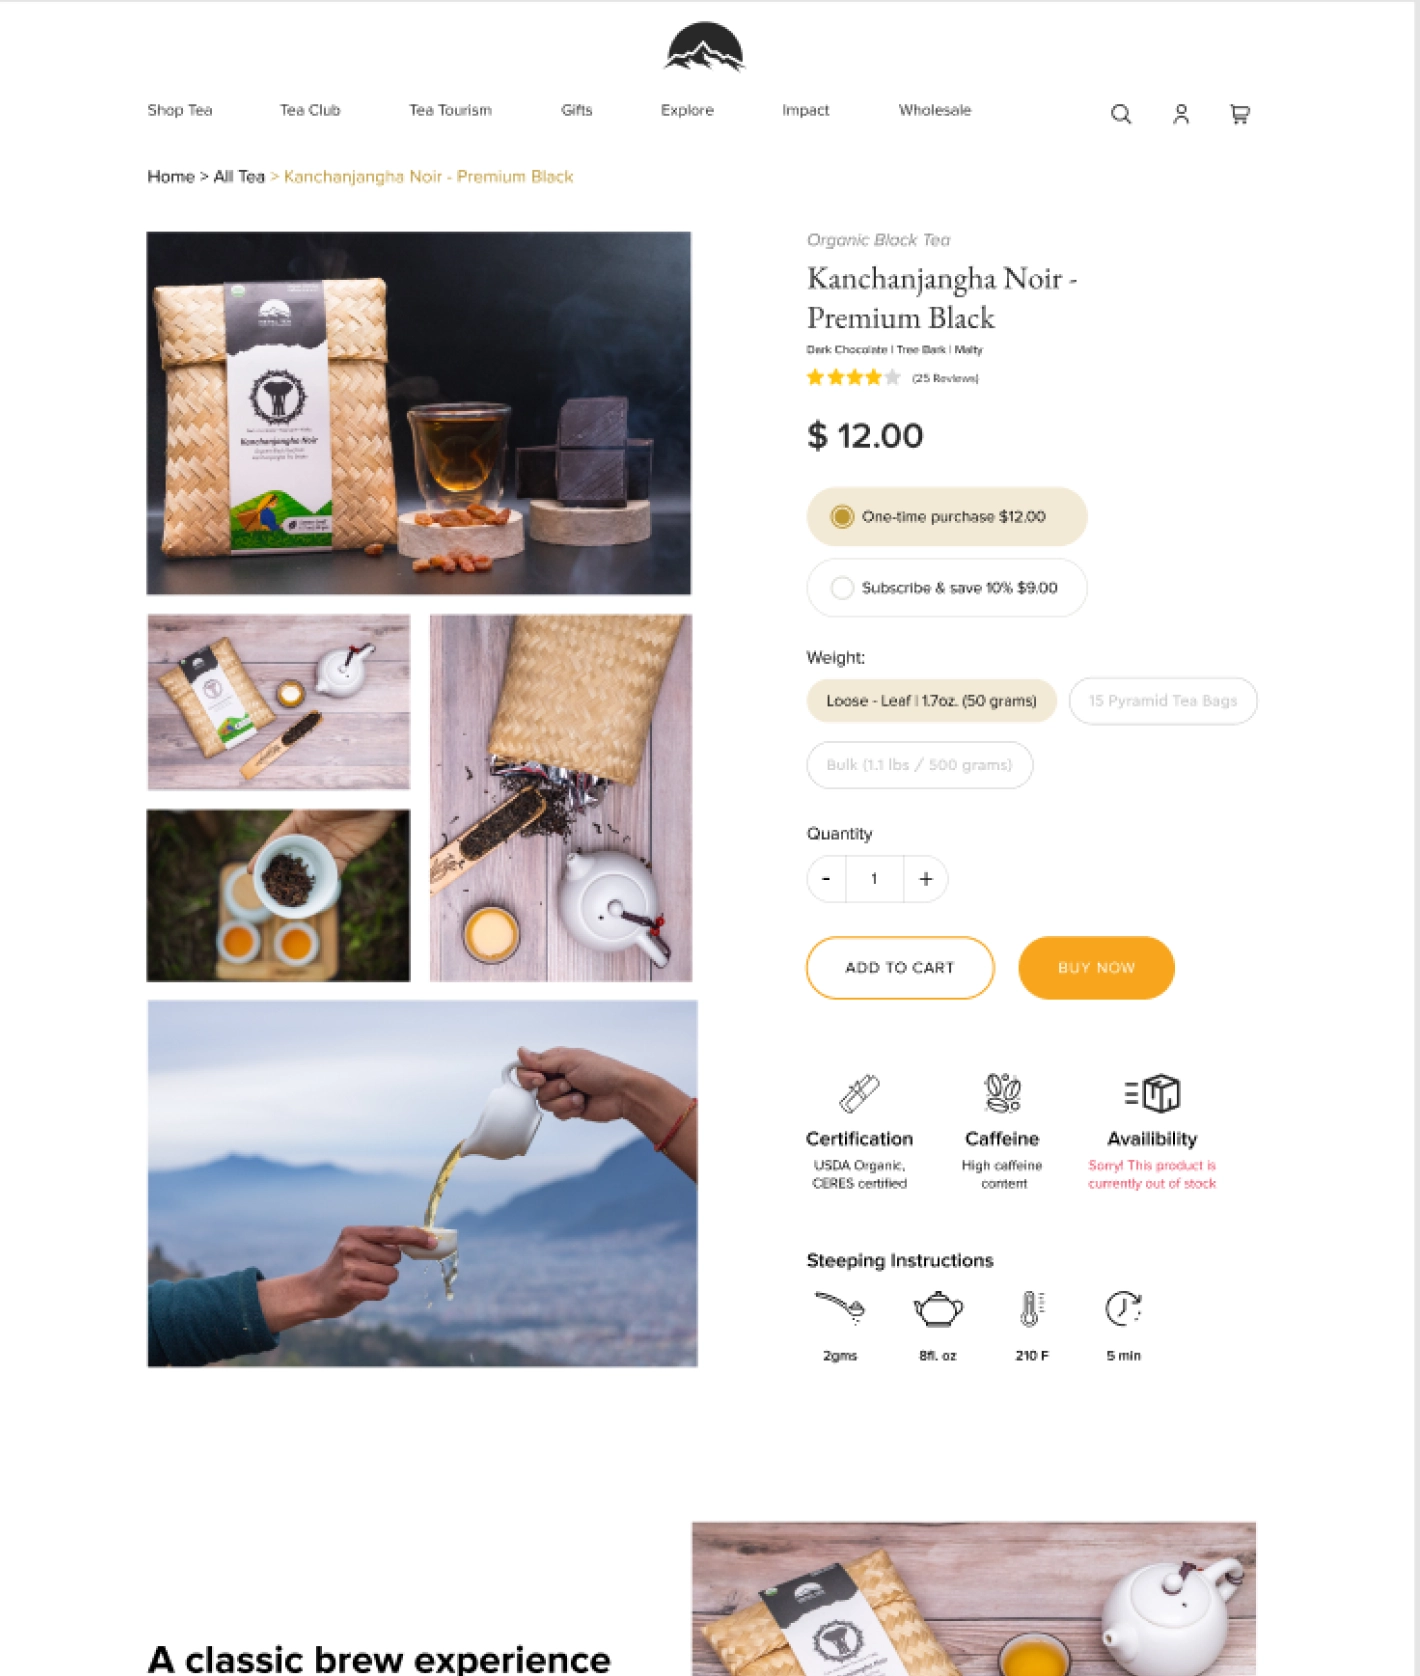 Shop Tea
Tea Club
Tea Tourism
Gifts
Explore
Impact
Wholesale
Home > All Tea > Kanchanjangha Noir - Premium Black
Kanchanjangha Noir
Organic Black Tea
Kanchanjangha Noir -
Premium Black
Dark Chocolate | Tree Bark | Malty
(25 Reviews)
$ 12.00
One-time purchase $12.00
Subscribe & save 10% $9.00
Weight:
Loose - Leaf | 1.7oz. (50 grams)
15 Pyramid Tea Bags
Bulk (1.1 lbs / 500 grams)
Quantity
-
1
+
ADD TO CART
BUY NOW
Certification
USDA Organic,
CERES certified
Caffeine
High caffeine
content
Availibility
Sorry! This product is
currently out of stock
Steeping Instructions
2gms
8fl. oz
210 F
5 min
A classic brew experience
Kanchanjangha Noir